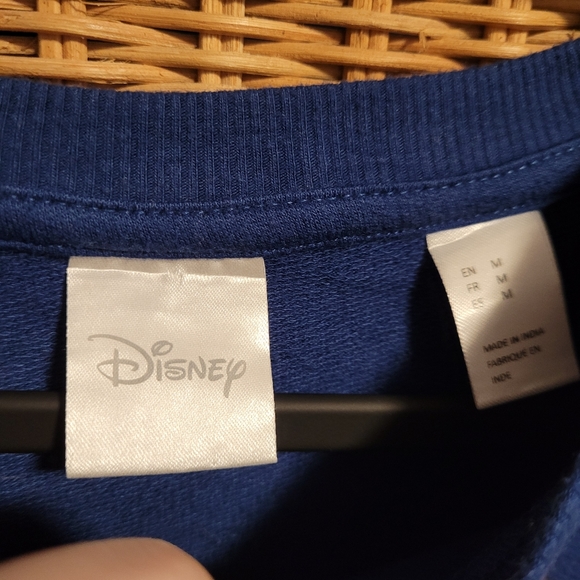 Disney
EN M
FR M
ES M
MADE IN INDIA
FABRIQUÉ EN
INDE